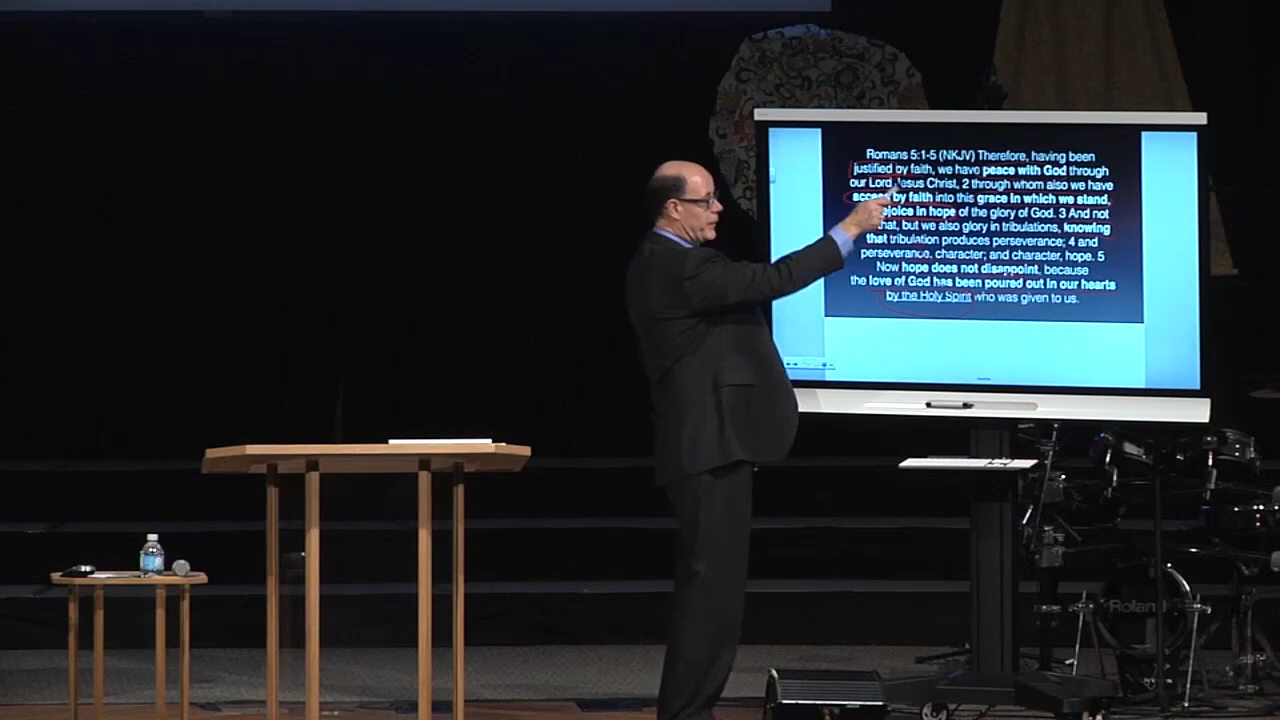 Romans 5:1-5 (NKJV) Therefore, having been
justified by faith, we have peace with God through
our Lord Jesus Christ, 2 through whom also we have
access by faith into this grace in which we stand,
rejoice in hope of the glory of God. 3 And not
that, but we also glory in tribulations, knowing
that tribulation produces perseverance; 4 and
perseverance, character; and character, hope. 5
Now hope does not disappoint, because
the love of God has been poured out in our hearts
by the Holy Spirit who was given to us.
Roland